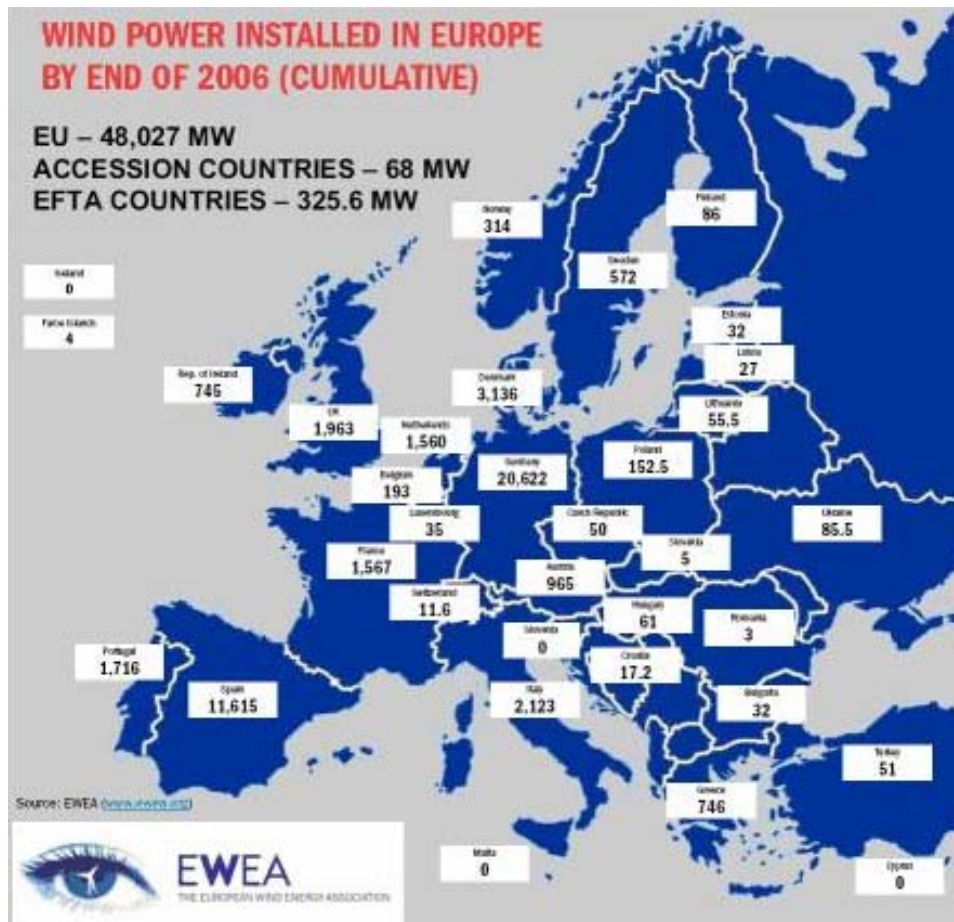 WIND POWER INSTALLED IN EUROPE
BY END OF 2006 (CUMULATIVE)
EU – 48,027 MW
ACCESSION COUNTRIES – 68 MW
EFTA COUNTRIES – 325.6 MW
Norway
314
Finland
86
Iceland
0
Sweden
572
Faroe Islands
4
Estonia
32
Latvia
27
Rep. of Ireland
745
Denmark
3,136
Lithuania
55.5
UK
1,963
Netherlands
1,560
Germany
20,622
Poland
152.5
Belgium
193
Luxembourg
35
Czech Republic
50
Ukraine
85.5
Slovakia
5
France
1,567
Austria
965
Switzerland
11.6
Hungary
61
Romania
3
Slovenia
0
Croatia
17.2
Portugal
1,716
Spain
11,615
Italy
2,123
Bulgaria
32
Turkey
51
Greece
746
Source: EWEA (www.ewea.org)
Malta
0
Cyprus
0
EWEA
THE EUROPEAN WIND ENERGY ASSOCIATION